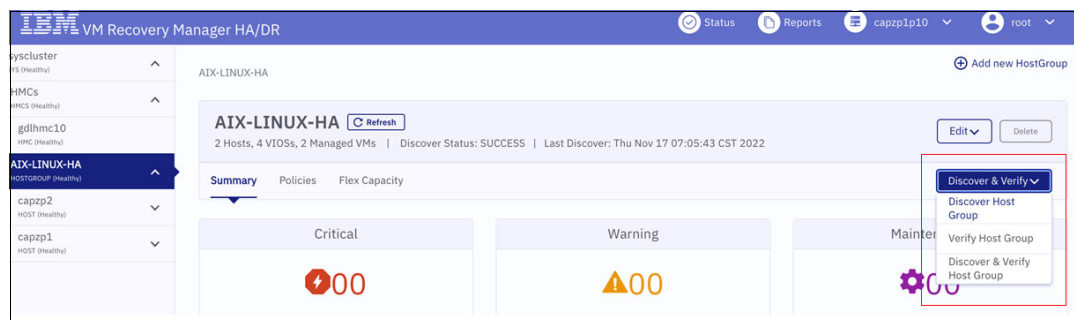 IBM VM Recovery Manager HA/DR
Status
Reports
capzp1p10
root
syscluster
SYS (Healthy)
HMCs
HMCS (Healthy)
gdlhmc10
HMC (Healthy)
AIX-LINUX-HA
HOSTGROUP (Healthy)
capzp2
HOST (Healthy)
capzp1
HOST (Healthy)
AIX-LINUX-HA
Add new HostGroup
AIX-LINUX-HA
Refresh
2 Hosts, 4 VIOSs, 2 Managed VMs | Discover Status: SUCCESS | Last Discover: Thu Nov 17 07:05:43 CST 2022
Edit
Delete
Summary
Policies
Flex Capacity
Discover & Verify
Discover Host
Group
Verify Host Group
Discover & Verify
Host Group
Critical
Warning
Mainter
00
00
00